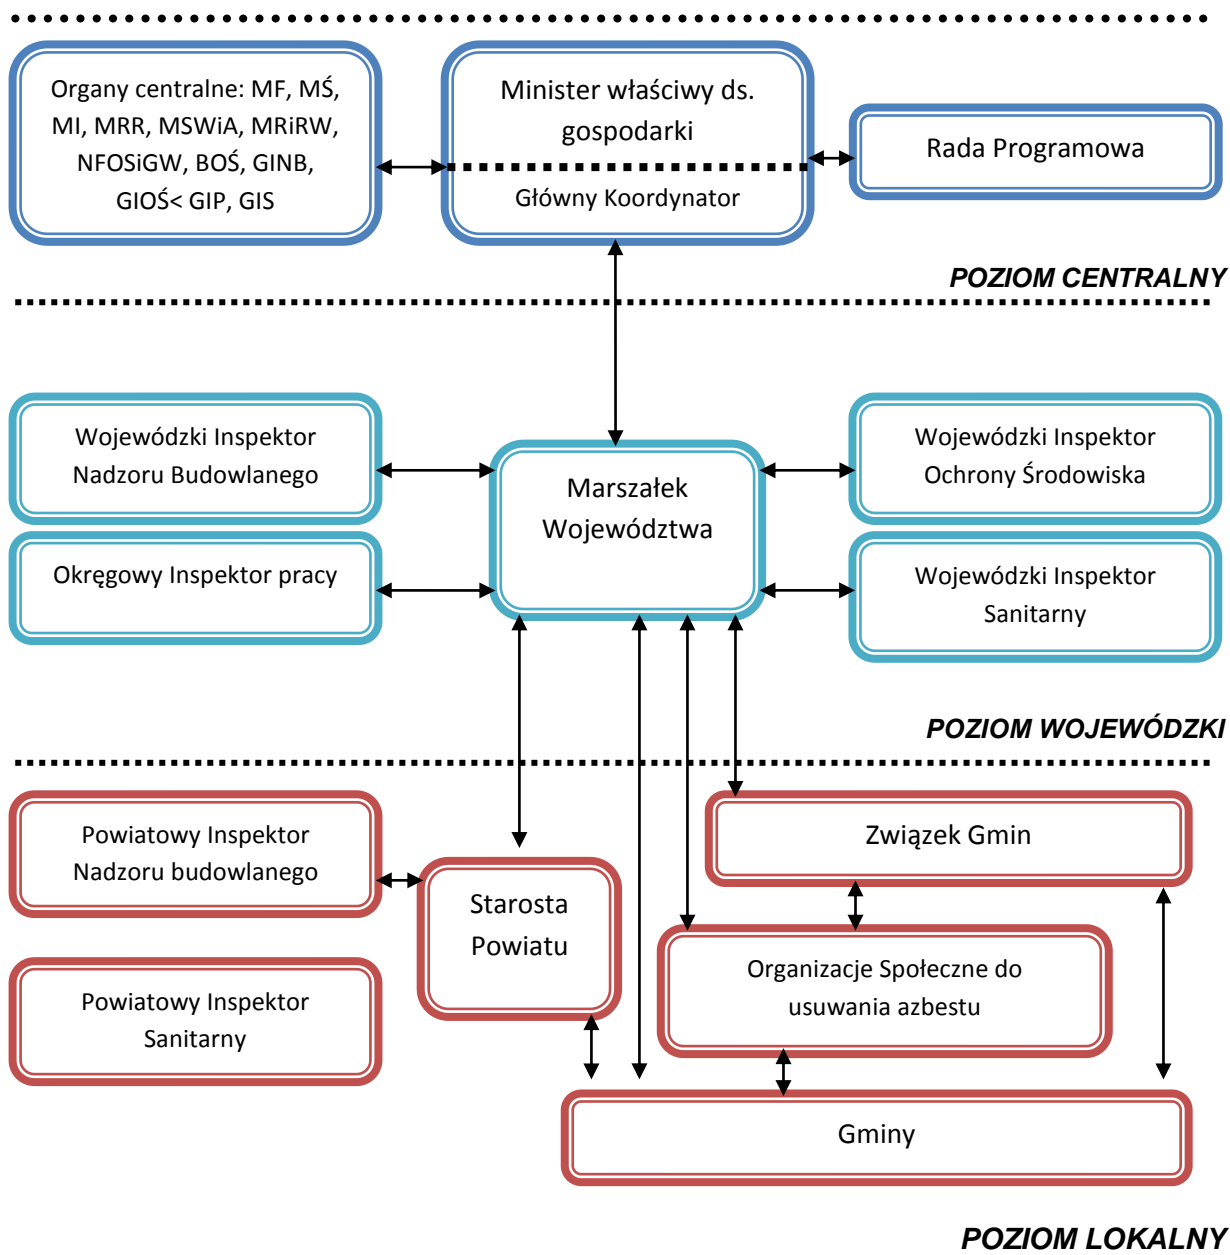 Organy centralne: MF, MŚ,
MI, MRR, MSWiA, MRiRW,
NFOSiGW, BOŚ, GINB,
GIOŚ< GIP, GIS
Minister właściwy ds.
gospodarki
Główny Koordynator
Rada Programowa
POZIOM CENTRALNY
Wojewódzki Inspektor
Nadzoru Budowlanego
Okręgowy Inspektor pracy
Marszałek
Województwa
Wojewódzki Inspektor
Ochrony Środowiska
Wojewódzki Inspektor
Sanitarny
POZIOM WOJEWÓDZKI
Powiatowy Inspektor
Nadzoru budowlanego
Powiatowy Inspektor
Sanitarny
Starosta
Powiatu
Związek Gmin
Organizacje Społeczne do
usuwania azbestu
Gminy
POZIOM LOKALNY